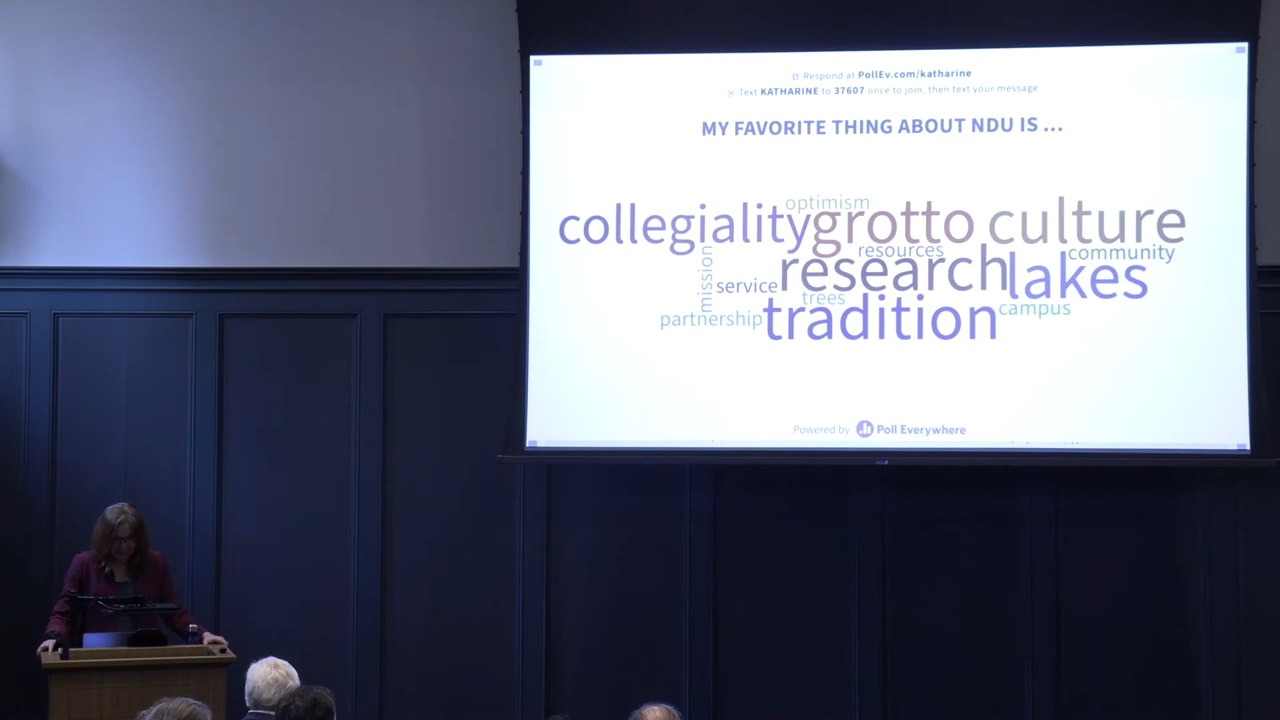 Respond at PollEv.com/katharine
Text KATHARINE to 37607 once to join, then text your message
MY FAVORITE THING ABOUT NDU IS ...
optimism
collegiality grotto culture
resources
community
mission
service
research
lakes
trees
partnership
tradition
campus
Powered by Poll Everywhere